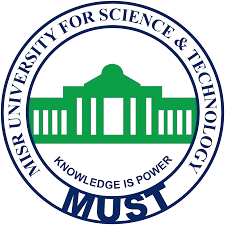 MISR UNIVERSITY FOR SCIENCE & TECHNOLOGY
KNOWLEDGE IS POWER
MUST